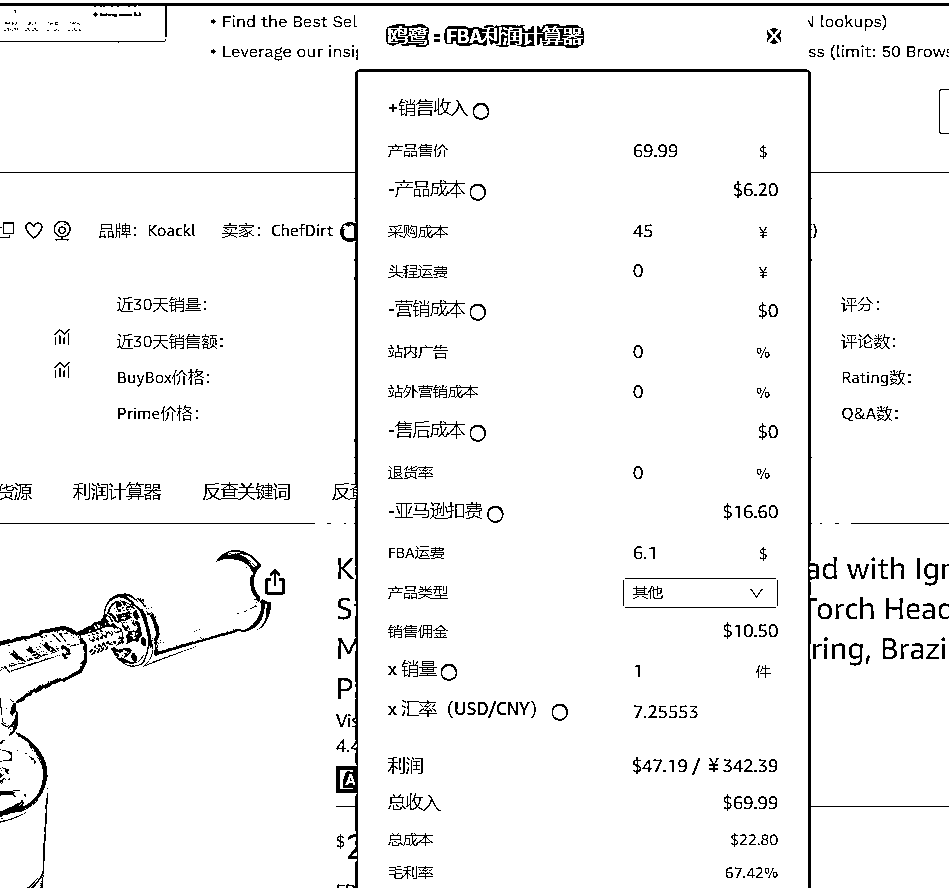 • Find the Best Sel
N lookups)
• Leverage our insig
ss (limit: 50 Brows
鸥鹭 - FBA利润计算器
+销售收入
产品售价 69.99 $
-产品成本 $6.20
采购成本 45 ¥
头程运费 0 ¥
-营销成本 $0
站内广告 0 %
站外营销成本 0 %
-售后成本 $0
退货率 0 %
-亚马逊扣费 $16.60
FBA运费 6.1 $
产品类型 其他
销售佣金 $10.50
x 销量 1 件
x 汇率（USD/CNY） 7.25553
利润 $47.19 / ¥342.39
总收入 $69.99
总成本 $22.80
毛利率 67.42%
品牌: Koackl 卖家: ChefDirt
近30天销量:
近30天销售额:
BuyBox价格:
Prime价格:
评分:
评论数:
Rating数:
Q&A数:
货源 利润计算器 反查关键词 反查
K
ad with Ign
S
Torch Head
M
ring, Brazi
P
Vis
4.4
A
$2